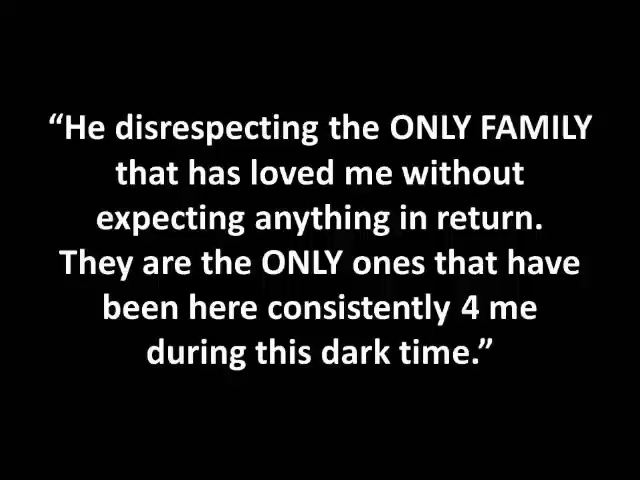 “He disrespecting the ONLY FAMILY
that has loved me without
expecting anything in return.
They are the ONLY ones that have
been here consistently 4 me
during this dark time.”